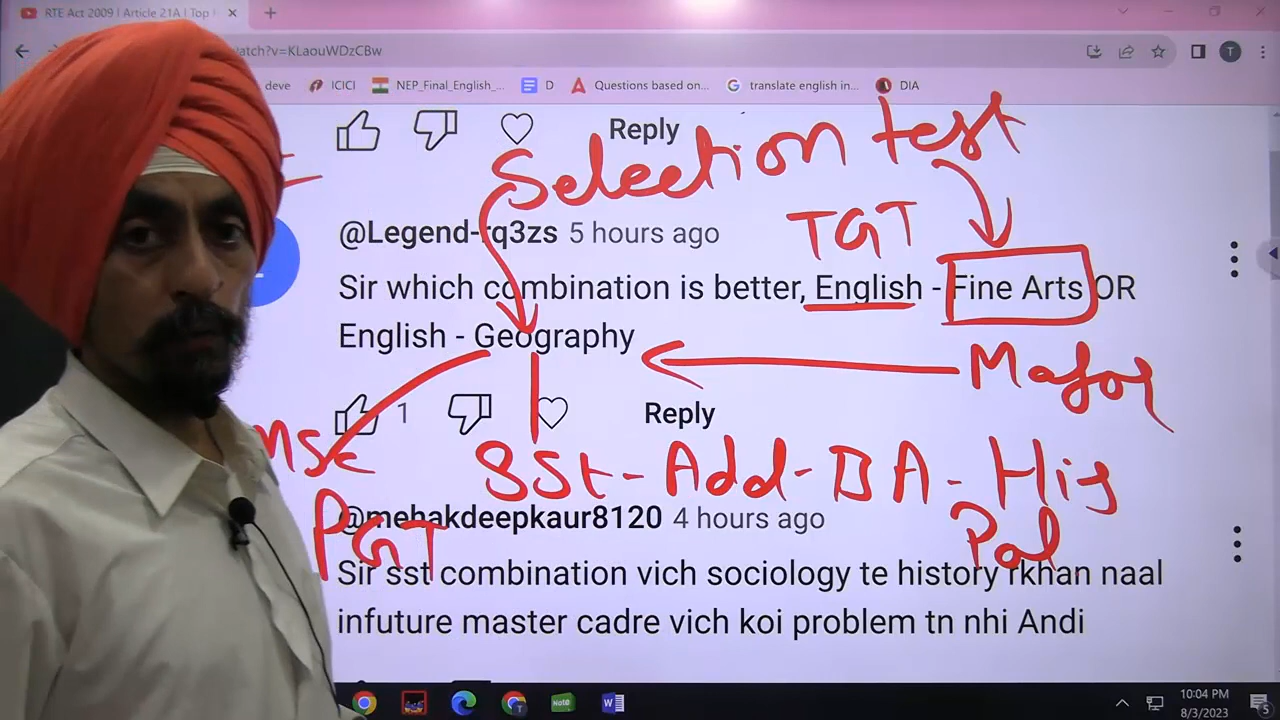 RTE Act 2009 | Article 21A | Top
watch?v=KLaouWDzCBw
deve ICICI NEP_Final_English_... D Questions based on... translate english in... DIA
Reply
Selection test
TGT
@Legend-rq3zs 5 hours ago
Sir which combination is better, English - Fine Arts OR
English - Geography
Major
1 Reply
MSc SSt - Add - BA - His
PGT Pol
@mehakdeepkaur8120 4 hours ago
Sir sst combination vich sociology te history rkhan naal
infuture master cadre vich koi problem tn nhi Andi
10:04 PM
8/3/2023